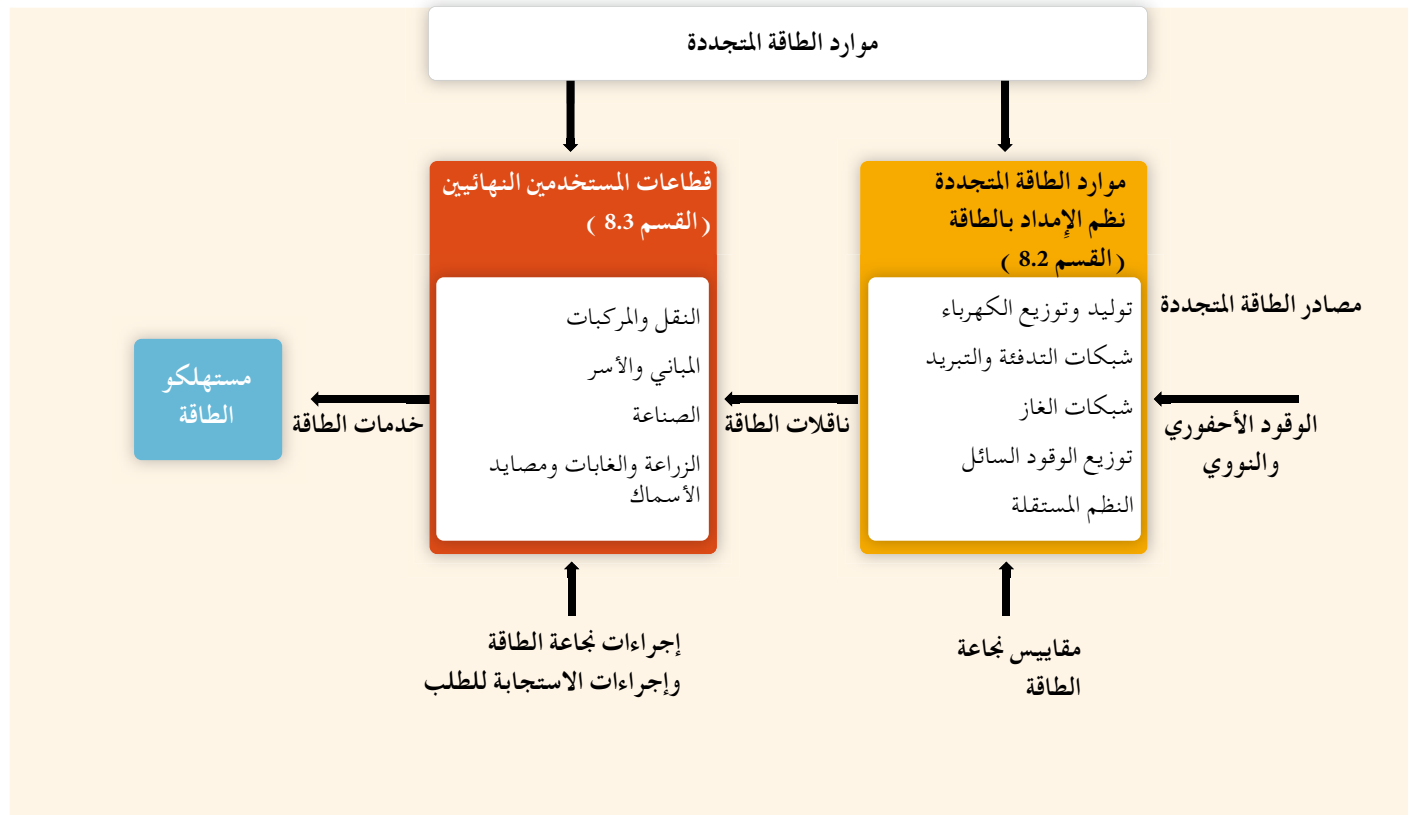 موارد الطاقة المتجددة
موارد الطاقة المتجددة
نظم الإِمداد بالطاقة
(القسم 8.2 )
توليد وتوزيع الكهرباء
شبكات التدفئة والتبريد
شبكات الغاز
توزيع الوقود السائل
النظم المستقلة
مصادر الطاقة المتجددة
الوقود الأحفوري
والنووي
مقاييس نجاعة
الطاقة
ناقلات الطاقة
قطاعات المستخدمين النهائيين
(القسم 8.3 )
النقل والمركبات
المباني والأسر
الصناعة
الزراعة والغابات ومصايد
الأسماك
إجراءات نجاعة الطاقة
وإجراءات الاستجابة للطلب
خدمات الطاقة
مستهلكو
الطاقة